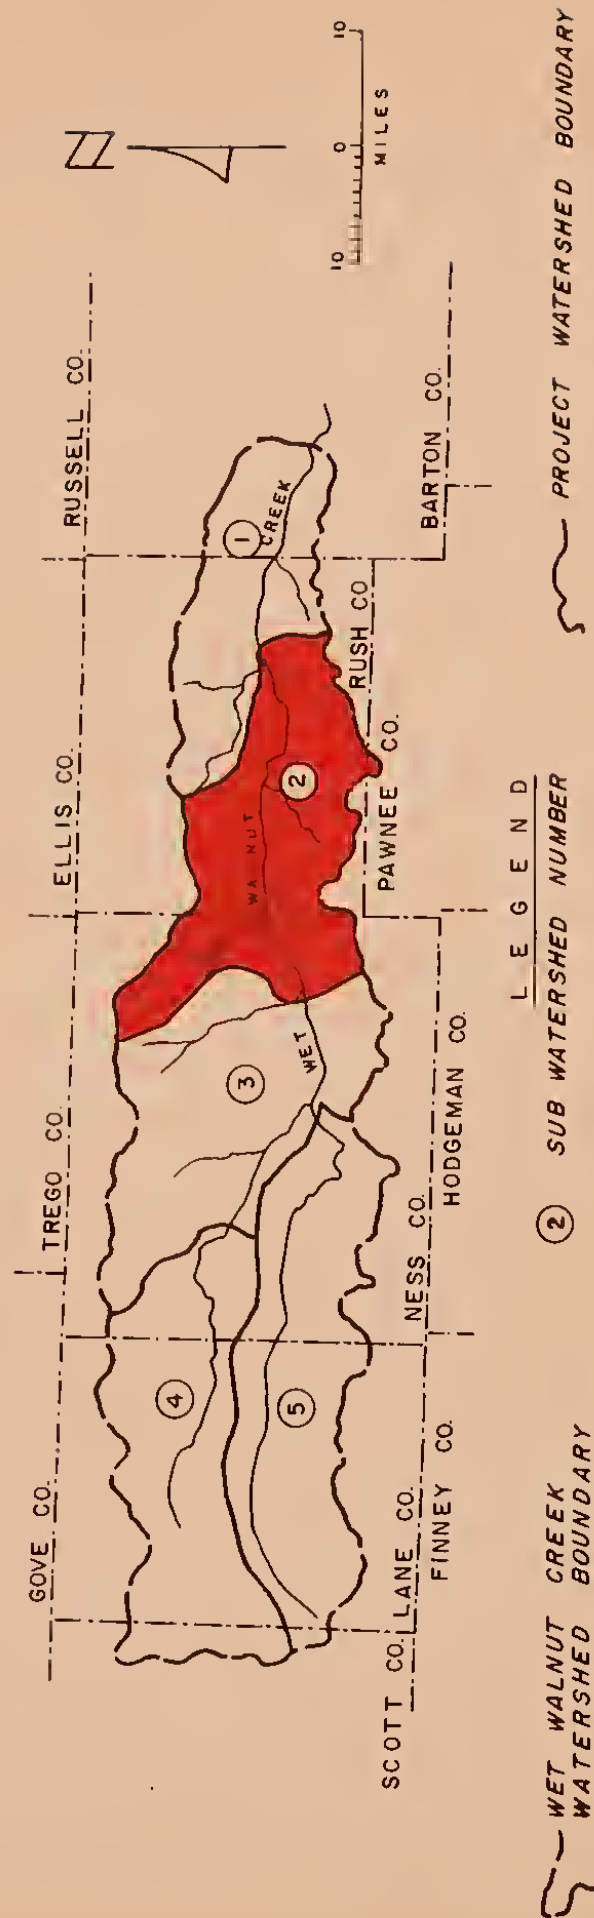 N
GOVE CO.
TREGO CO.
ELLIS CO.
RUSSELL CO.
10 0 10
MILES
4
3
1
CREEK
WALNUT
2
WET
5
SCOTT CO.
LANE CO.
FINNEY CO.
NESS CO.
HODGEMAN CO.
PAWNEE CO.
RUSH CO.
BARTON CO.
LEGEND
WET WALNUT CREEK
WATERSHED BOUNDARY
2 SUB WATERSHED NUMBER
PROJECT WATERSHED BOUNDARY